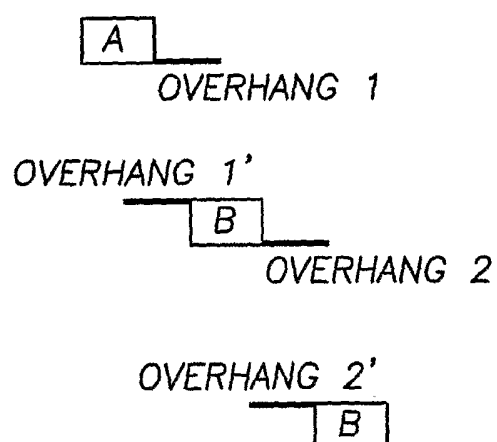 A
OVERHANG 1
OVERHANG 1'
B
OVERHANG 2
OVERHANG 2'
B